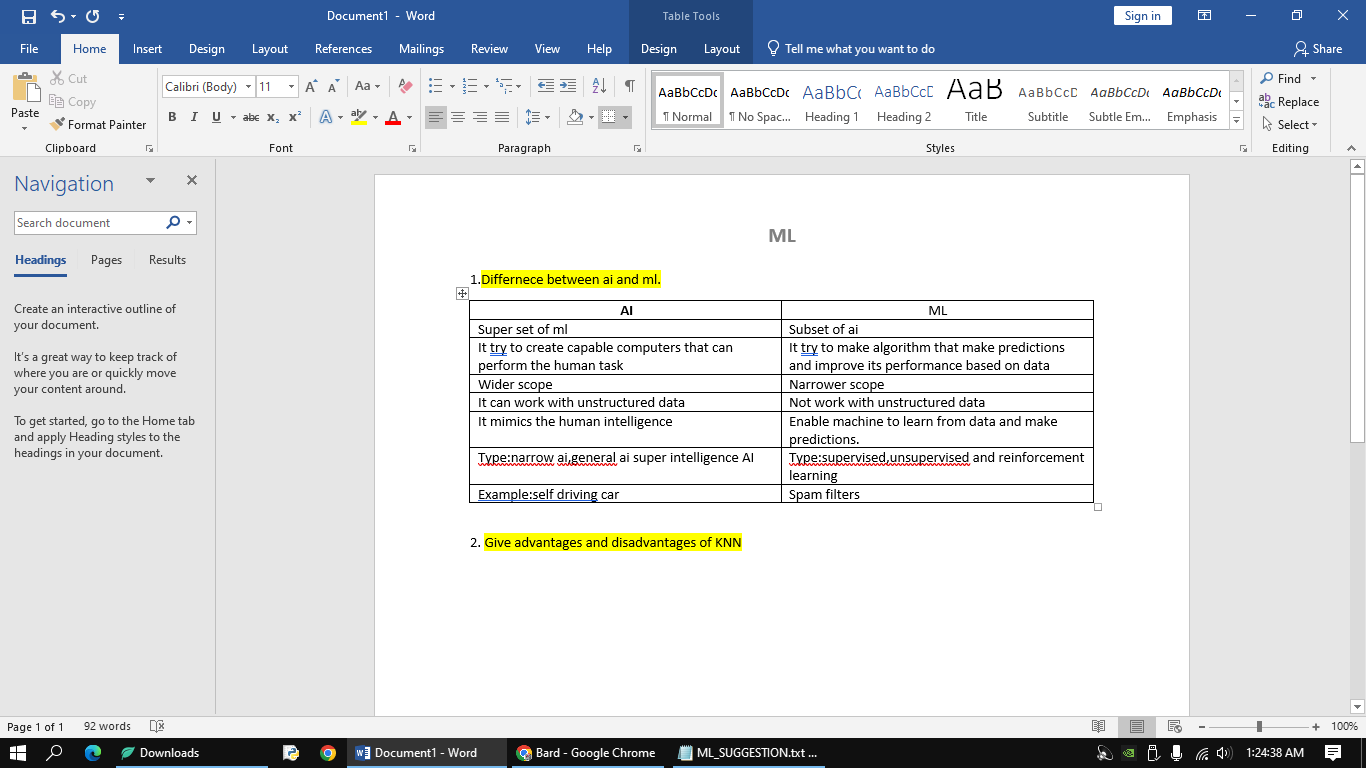 Document1 - Word
Table Tools
Sign in
File Home Insert Design Layout References Mailings Review View Help Design Layout Tell me what you want to do Share
Paste
Cut
Copy
Format Painter
Clipboard
Calibri (Body) 11
Font
Paragraph
AaBbCcDc AaBbCcDc AaBbCc AaBbCcD AaB AaBbCcD AaBbCcDc AaBbCcDc
¶ Normal ¶ No Spac... Heading 1 Heading 2 Title Subtitle Subtle Em... Emphasis
Styles
Find
Replace
Select
Editing
Navigation
Search document
Headings Pages Results
Create an interactive outline of
your document.
It's a great way to keep track of
where you are or quickly move
your content around.
To get started, go to the Home tab
and apply Heading styles to the
headings in your document.
ML
1.Differnece between ai and ml.
AI ML
Super set of ml Subset of ai
It try to create capable computers that can It try to make algorithm that make predictions
perform the human task and improve its performance based on data
Wider scope Narrower scope
It can work with unstructured data Not work with unstructured data
It mimics the human intelligence Enable machine to learn from data and make
predictions.
Type:narrow ai,general ai super intelligence AI Type:supervised,unsupervised and reinforcement
learning
Example:self driving car Spam filters
2. Give advantages and disadvantages of KNN
Page 1 of 1 92 words 100%
Downloads Document1 - Word Bard - Google Chrome ML_SUGGESTION.txt ... 1:24:38 AM